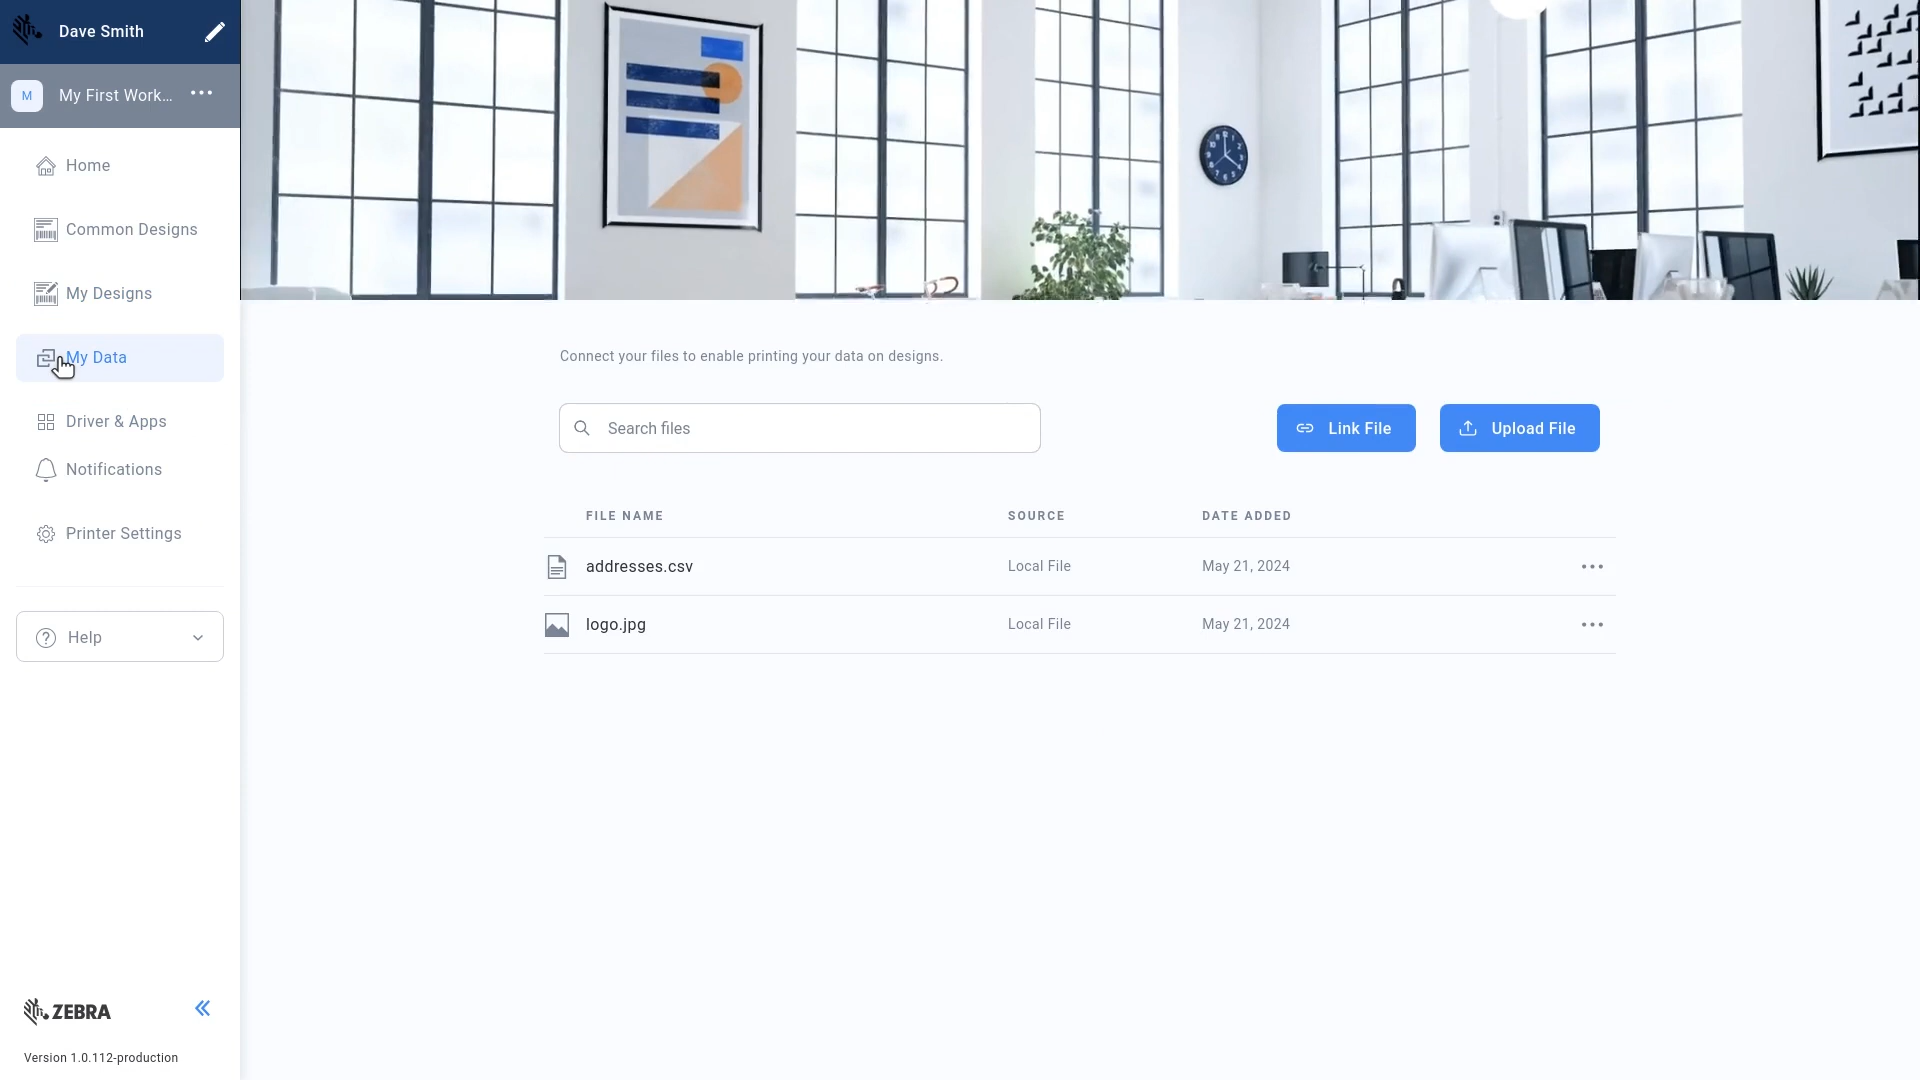 Dave Smith
M
My First Work...
Home
Common Designs
My Designs
My Data
Driver & Apps
Notifications
Printer Settings
Help
ZEBRA
Version 1.0.112-production
Connect your files to enable printing your data on designs.
Search files
Link File
Upload File
FILE NAME SOURCE DATE ADDED
addresses.csv Local File May 21, 2024
logo.jpg Local File May 21, 2024